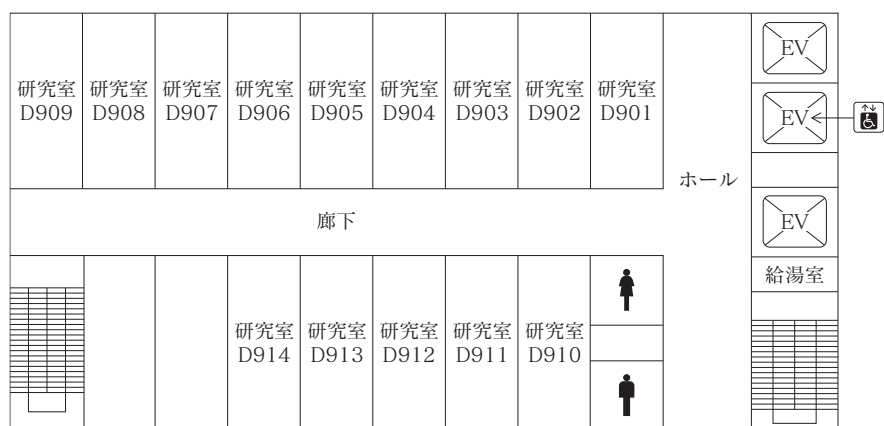 研究室
D909
研究室
D908
研究室
D907
研究室
D906
研究室
D905
研究室
D904
研究室
D903
研究室
D902
研究室
D901
EV
EV
ホール
廊下
EV
給湯室
研究室
D914
研究室
D913
研究室
D912
研究室
D911
研究室
D910